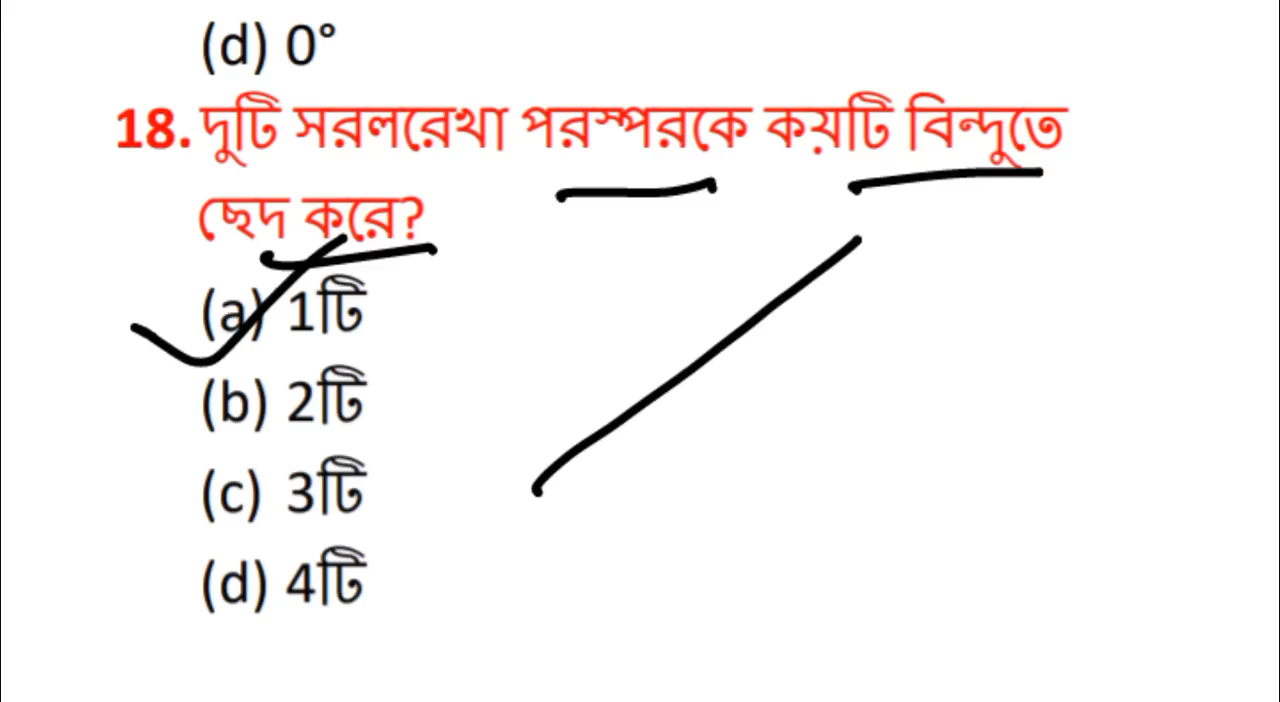 (d) 0°
18. দুটি সরলরেখা পরস্পরকে কয়টি বিন্দুতে
ছেদ করে?
(a) 1টি
(b) 2টি
(c) 3টি
(d) 4টি